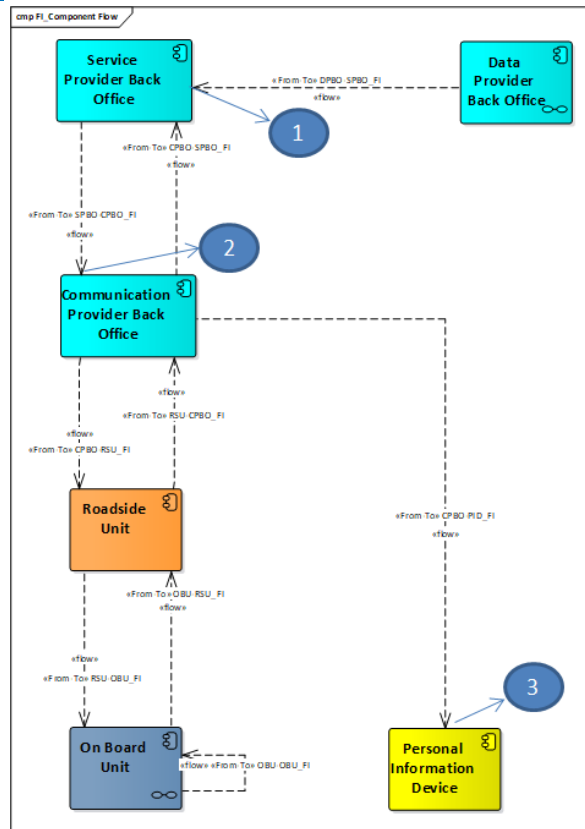 cmp FI_Component Flow
Service
Provider Back
Office
Data
Provider
Back Office
«From To» DPBO SPBO_FI
«flow»
1
«From To» CPBO SPBO_FI
«flow»
«From To» SPBO CPBO_FI
«flow»
2
Communication
Provider Back
Office
«flow»
«From To» RSU CPBO_FI
«flow»
«From To» CPBO RSU_FI
Roadside
Unit
«From To» CPBO PID_FI
«flow»
«From To» OBU RSU_FI
«flow»
«flow»
«From To» RSU OBU_FI
3
On Board
Unit
«flow» «From To» OBU OBU_FI
Personal
Information
Device